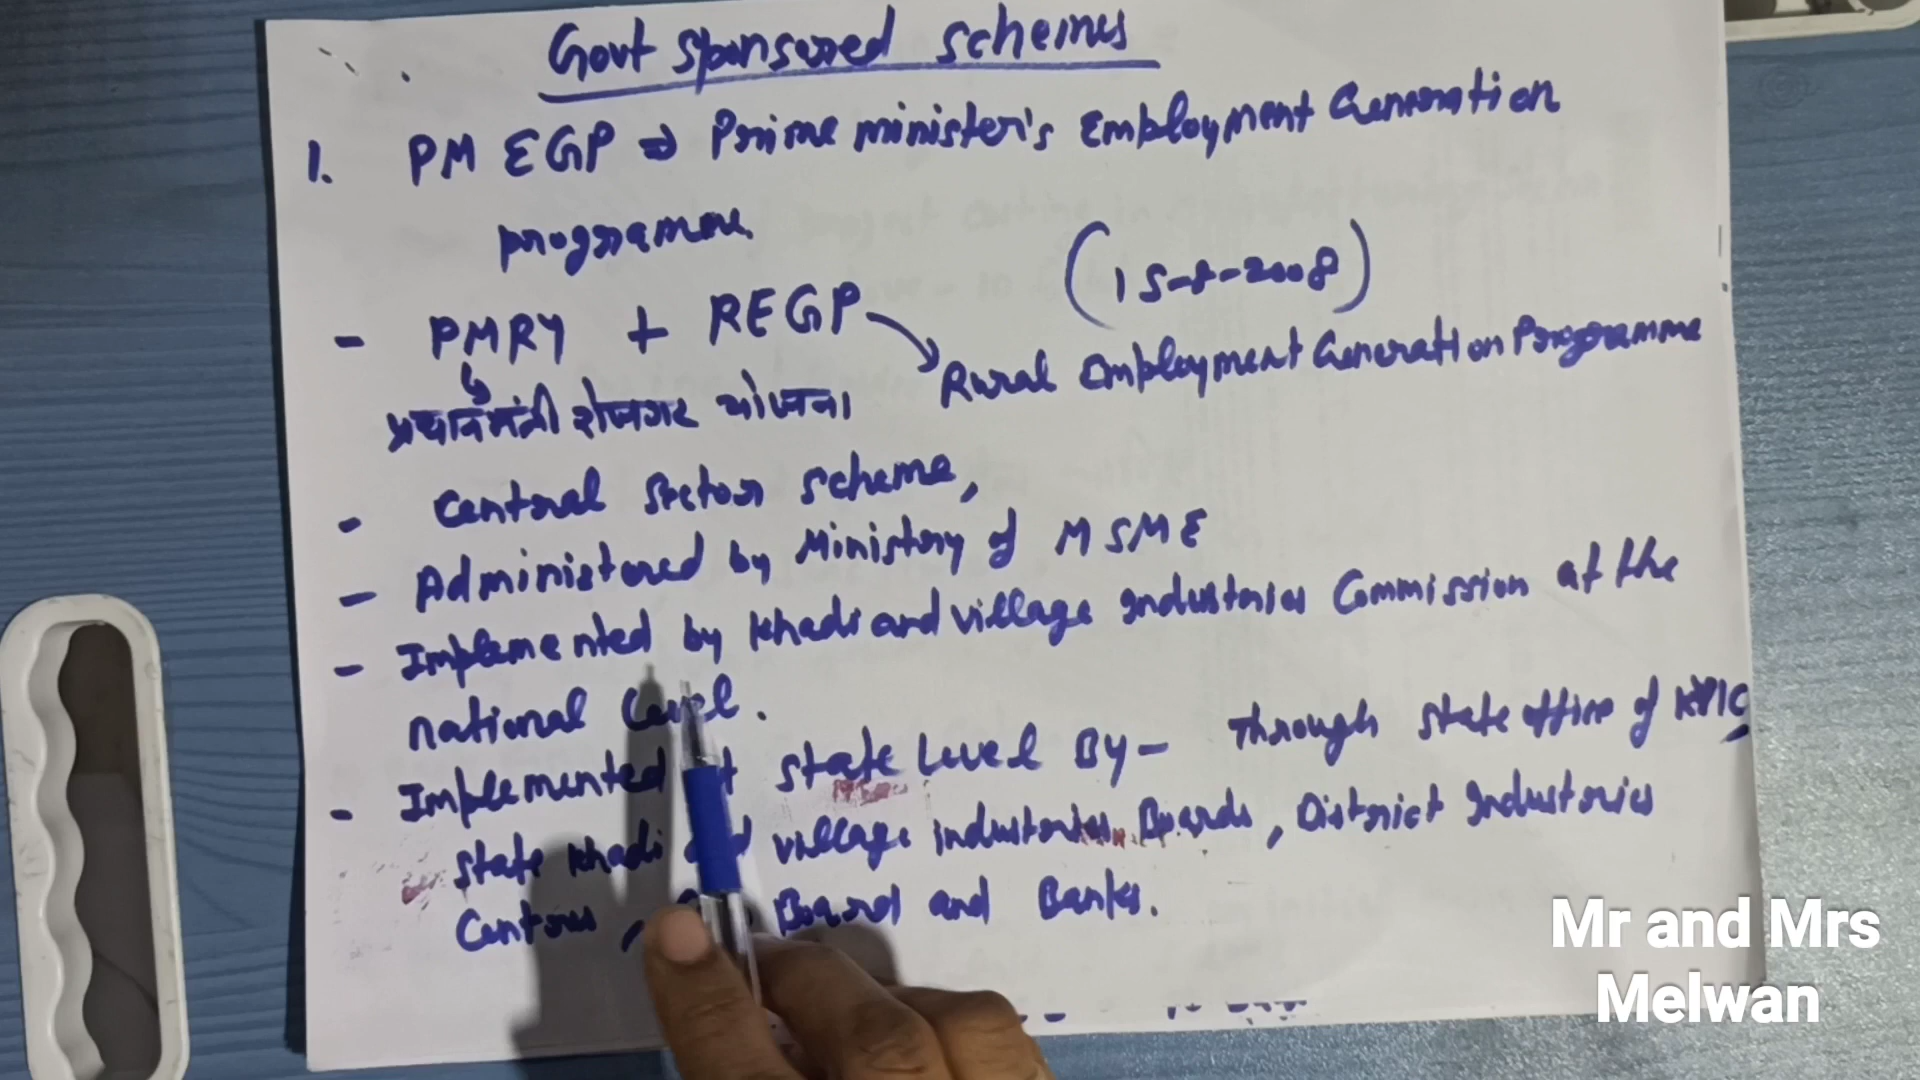 Govt sponsored schemes
1. PM EGP ⇒ Prime minister's Employment Generation
programme.
(15-8-2008)
- PMRY + REGP
प्रधानमंत्री रोजगार योजना
Rural Employment Generation Programme
- Central Sector scheme,
- Administered by Ministry of MSME
- Implemented by Khadi and village Industries Commission at the
national level.
- Implemented at state level By- Through state office of KVIC
state Khadi and village industries Boards, District Industries
Centres, Board and Banks.
Mr and Mrs
Melwan